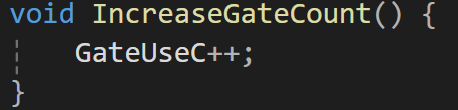 void IncreaseGateCount() {
    GateUseC++;
}